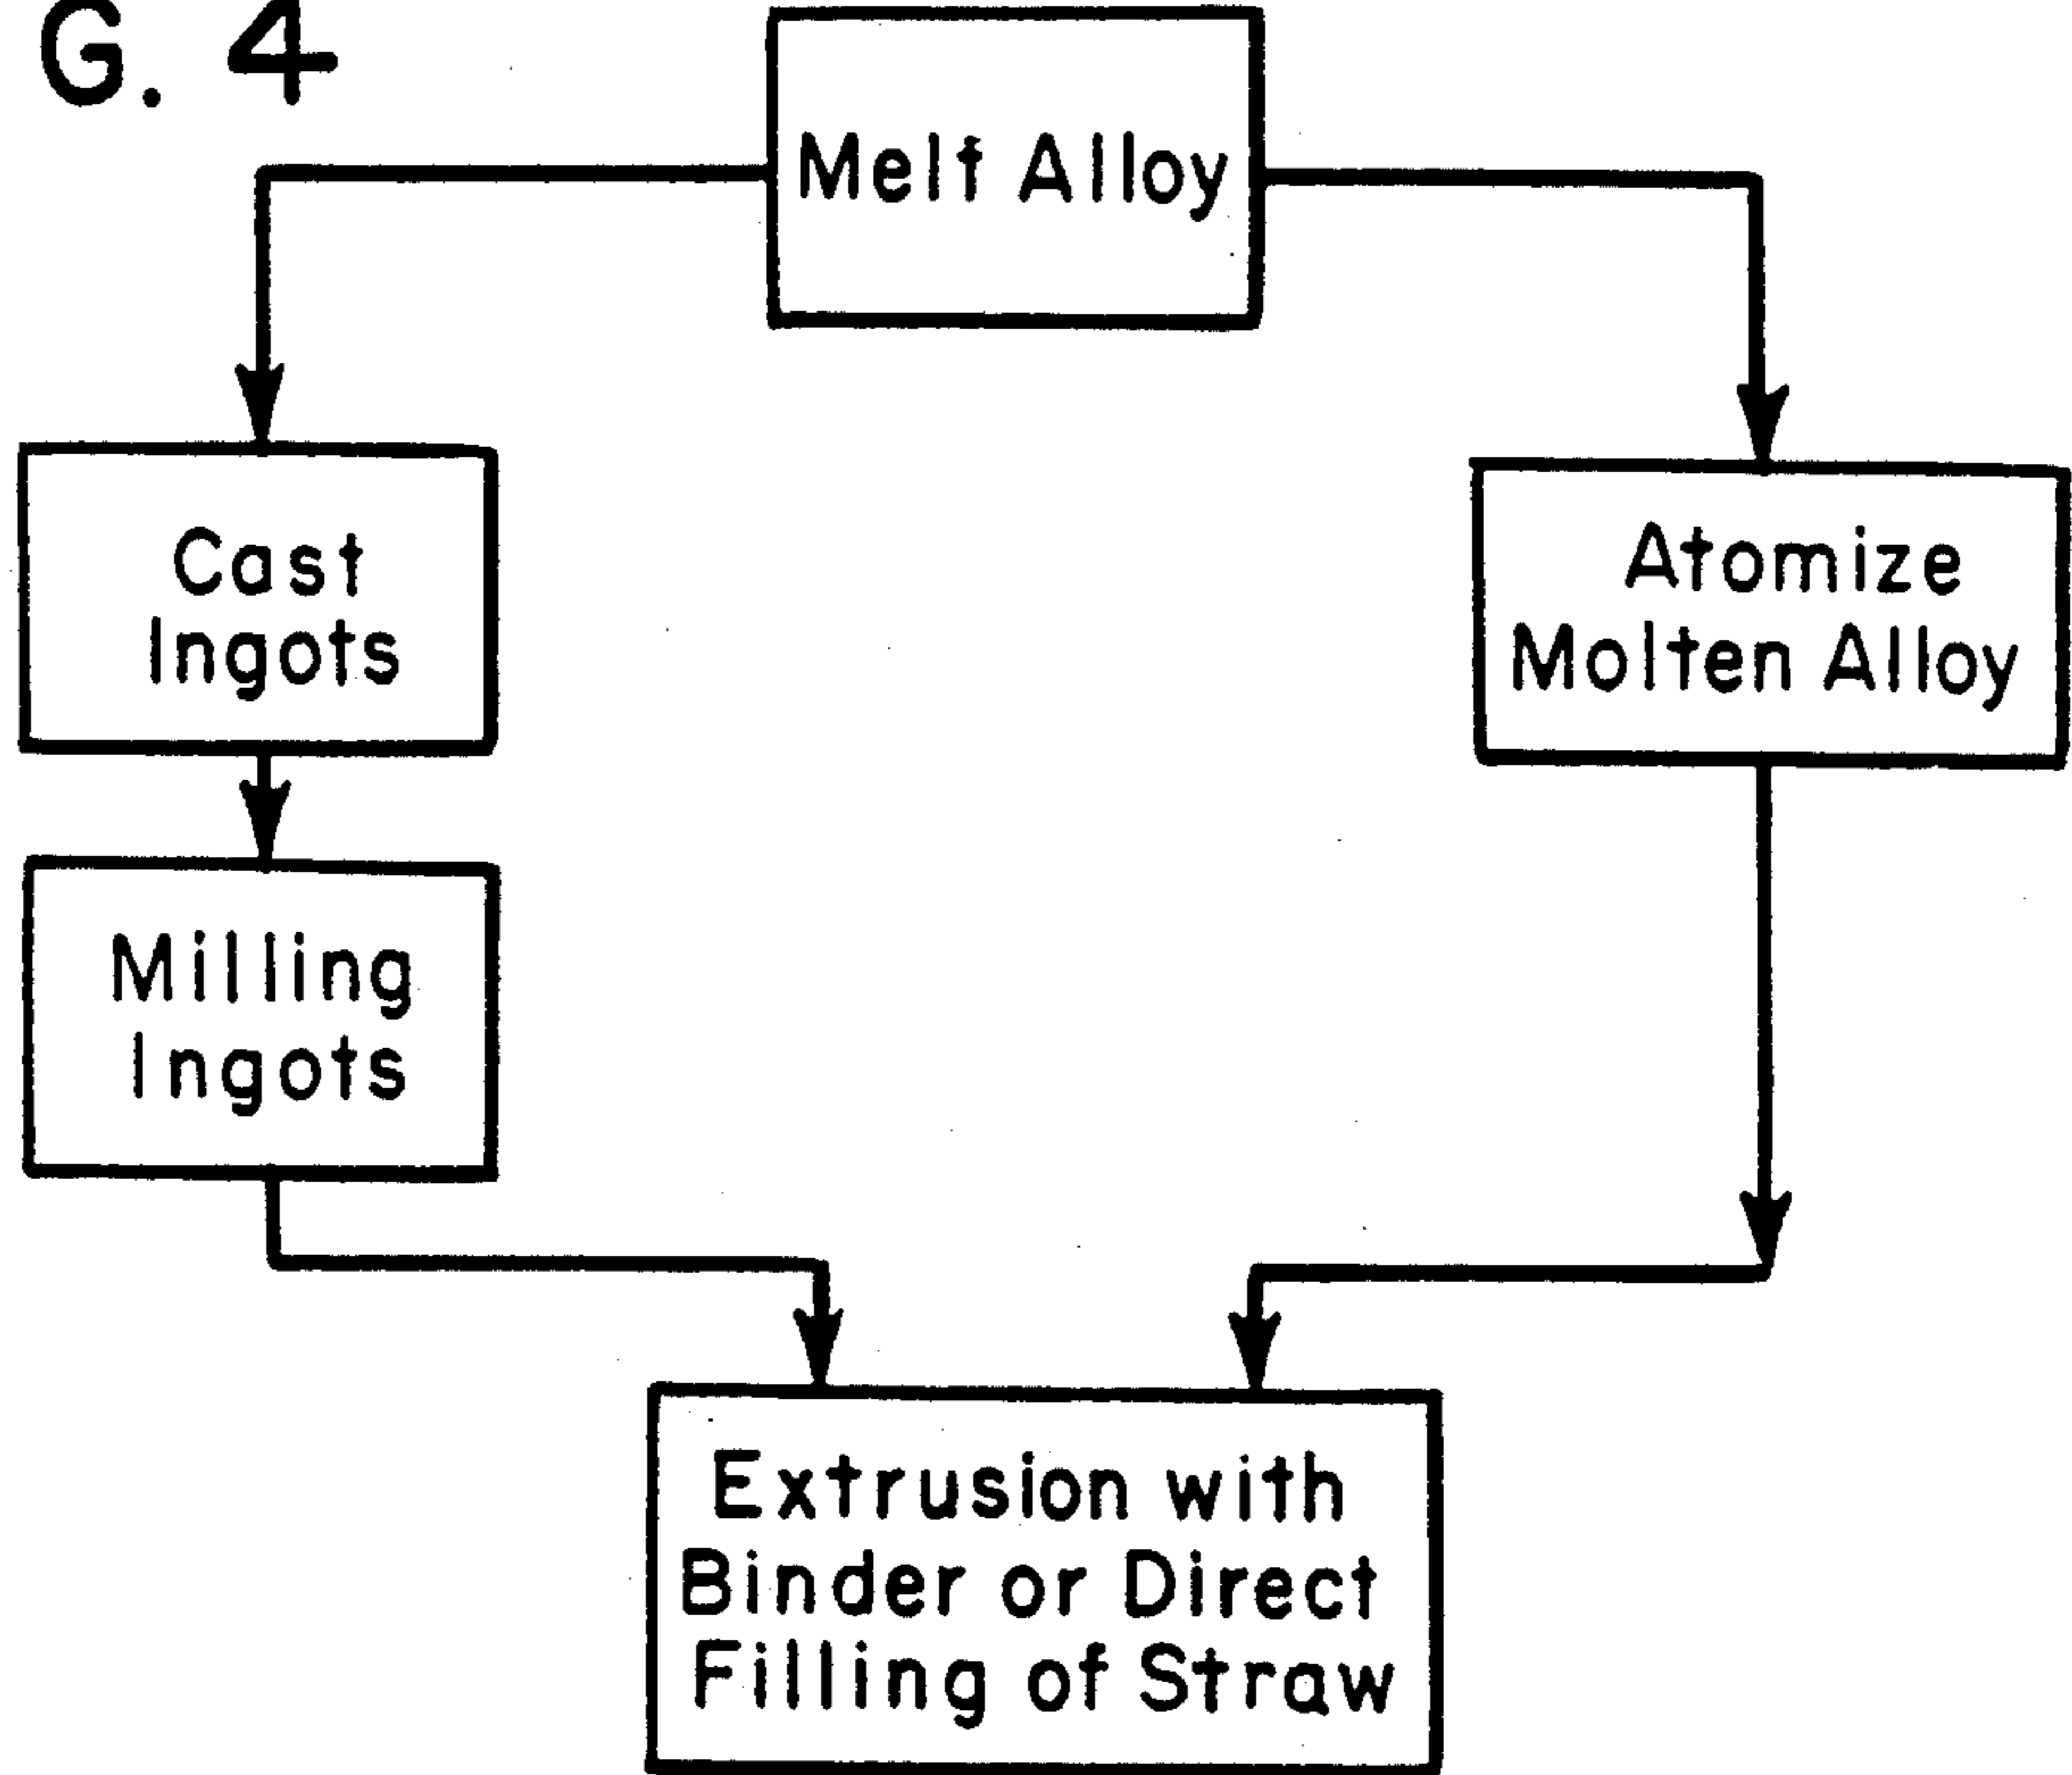 G. 4
Melt Alloy
Cast
Ingots
Atomize
Molten Alloy
Milling
Ingots
Extrusion with
Binder or Direct
Filling of Straw